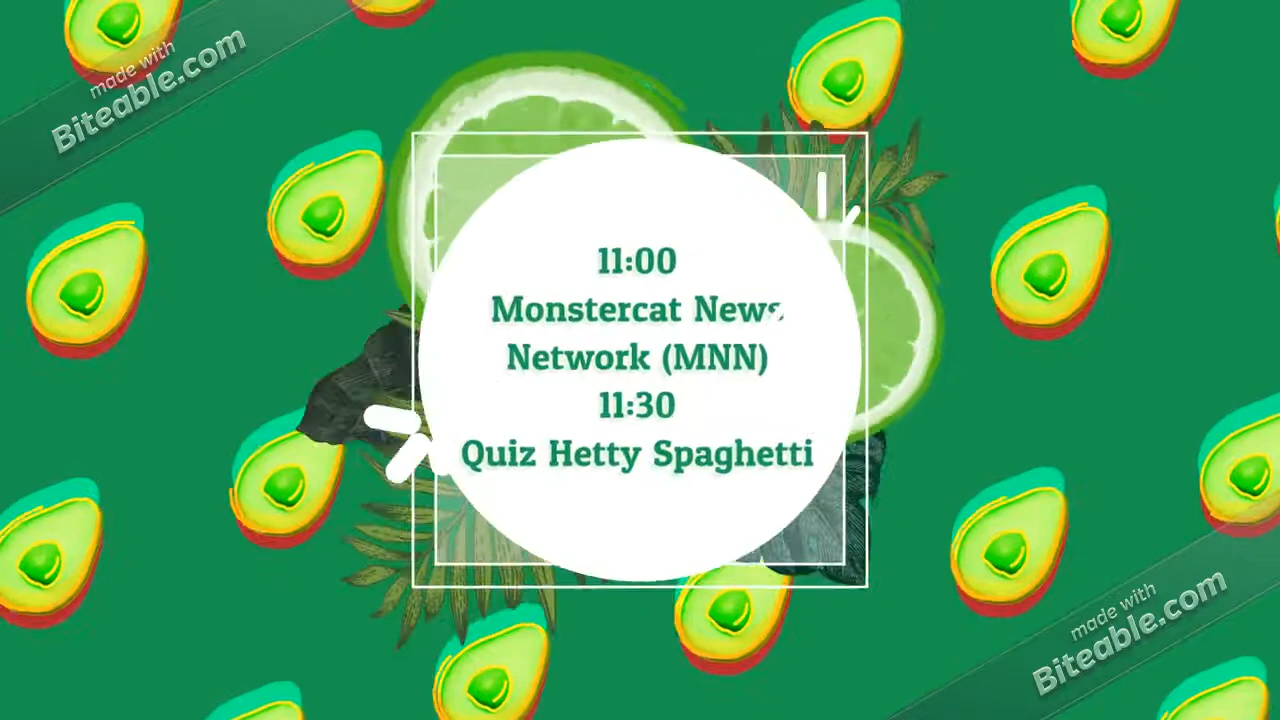 made with
Biteable.com
11:00
Monstercat News
Network (MNN)
11:30
Quiz Hetty Spaghetti
made with
Biteable.com